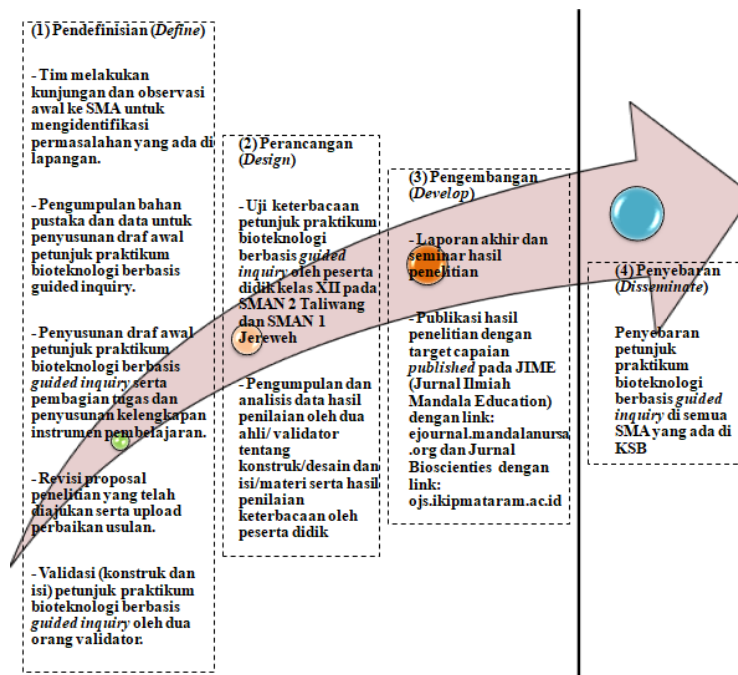 (1) Pendefinisian (Define)
- Tim melakukan
kunjungan dan observasi
awal ke SMA untuk
mengidentifikasi
permasalahan yang ada di
lapangan.
- Pengumpulan bahan
pustaka dan data untuk
penyusunan draf awal
petunjuk praktikum
bioteknologi berbasis
guided inquiry.
- Penyusunan draf awal
petunjuk praktikum
bioteknologi berbasis
guided inquiry serta
pembagian tugas dan
penyusunan kelengkapan
instrumen pembelajaran.
- Revisi proposal
penelitian yang telah
diajukan serta upload
perbaikan usulan.
- Validasi (konstruk dan
isi) petunjuk praktikum
bioteknologi berbasis
guided inquiry oleh dua
orang validator.
(2) Perancangan
(Design)
- Uji keterbacaan
petunjuk praktikum
bioteknologi
berbasis guided
inquiry oleh peserta
didik kelas XII pada
SMAN 2 Taliwang
dan SMAN 1
Jereweh
- Pengumpulan dan
analisis data hasil
penilaian oleh dua
ahli/ validator
tentang
konstruk/desain dan
isi/materi serta hasil
penilaian
keterbacaan oleh
peserta didik
(3) Pengembangan
(Develop)
- Laporan akhir dan
seminar hasil
penelitian
- Publikasi hasil
penelitian dengan
target capaian
published pada JIME
(Jurnal Ilmiah
Mandala Education)
dengan link:
ejournal.mandalanursa
.org dan Jurnal
Bioscienties dengan
link:
ojs.ikipmataram.ac.id
(4) Penyebaran
(Disseminate)
Penyebaran
petunjuk
praktikum
bioteknologi
berbasis guided
inquiry di semua
SMA yang ada di
KSB